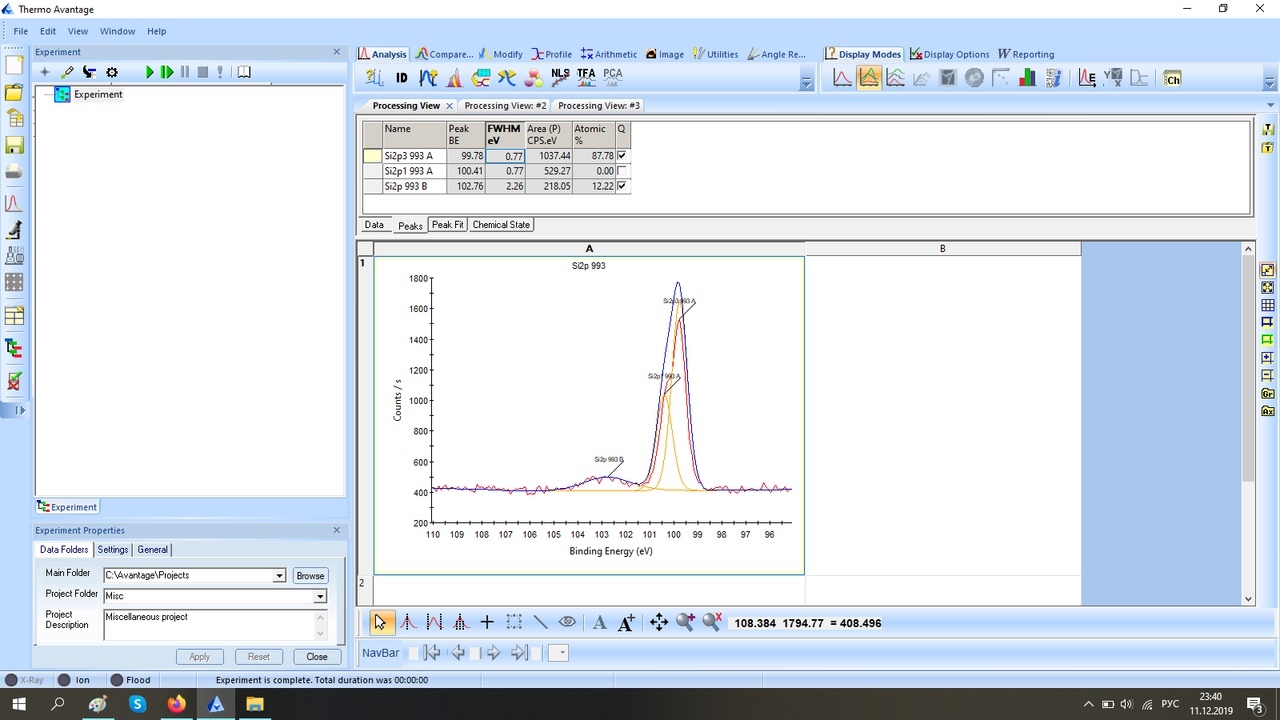 Thermo Avantage
File Edit View Window Help
Experiment
Experiment
Experiment
Experiment Properties
Data Folders Settings General
Main Folder C:\Avantage\Projects Browse
Project Folder Misc
Project Description Miscellaneous project
Apply Reset Close
Analysis Compare... Modify Profile Arithmetic Image Utilities Angle Re... Display Modes Display Options Reporting
ID NLS TFA PCA Ch
Processing View Processing View: #2 Processing View: #3
Name Peak BE FWHM eV Area (P) CPS.eV Atomic % Q
Si2p3 993 A 99.78 0.77 1037.44 87.78
Si2p1 993 A 100.41 0.77 529.27 0.00
Si2p 993 B 102.76 2.26 218.05 12.22
Data Peaks Peak Fit Chemical State
A B
1
Si2p 993
1800
1600
1400
1200
1000
800
600
400
200
Counts / s
Si2p3 993 A
Si2p1 993 A
Si2p 993 B
110 109 108 107 106 105 104 103 102 101 100 99 98 97 96
Binding Energy (eV)
2
108.384 1794.77 = 408.496
NavBar
Gr
Ax
X-Ray Ion Flood Experiment is complete. Total duration was 00:00:00
РУС 23:40
11.12.2019 3